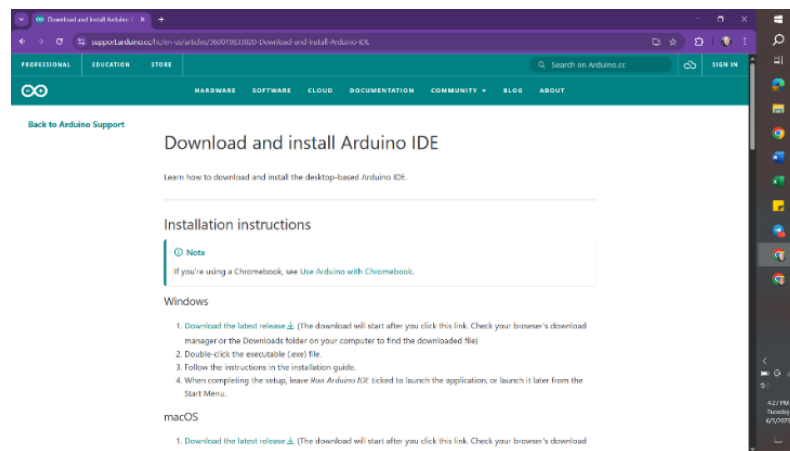 Download and install Arduino I
support.arduino.cc/hc/en-us/articles/360019833020-Download-and-install-Arduino-IDE
PROFESSIONAL EDUCATION STORE
Search on Arduino.cc
SIGN IN
HARDWARE SOFTWARE CLOUD DOCUMENTATION COMMUNITY BLOG ABOUT
Back to Arduino Support
Download and install Arduino IDE
Learn how to download and install the desktop-based Arduino IDE.
Installation instructions
Note
If you're using a Chromebook, see Use Arduino with Chromebook.
Windows
1. Download the latest release (The download will start after you click this link. Check your browser's download
manager or the Downloads folder on your computer to find the downloaded file)
2. Double-click the executable (.exe) file.
3. Follow the instructions in the installation guide.
4. When completing the setup, leave Run Arduino IDE ticked to launch the application, or launch it later from the
Start Menu.
macOS
1. Download the latest release (The download will start after you click this link. Check your browser's download
4:27 PM
Tuesday